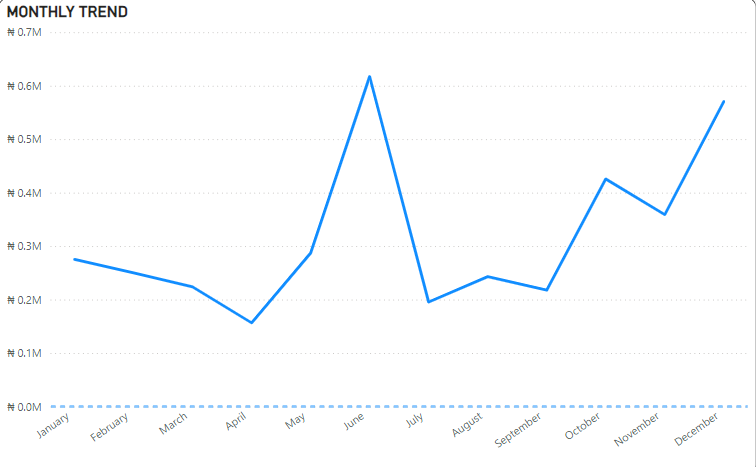 MONTHLY TREND
₦ 0.7M
₦ 0.6M
₦ 0.5M
₦ 0.4M
₦ 0.3M
₦ 0.2M
₦ 0.1M
₦ 0.0M
January February March April May June July August September October November December